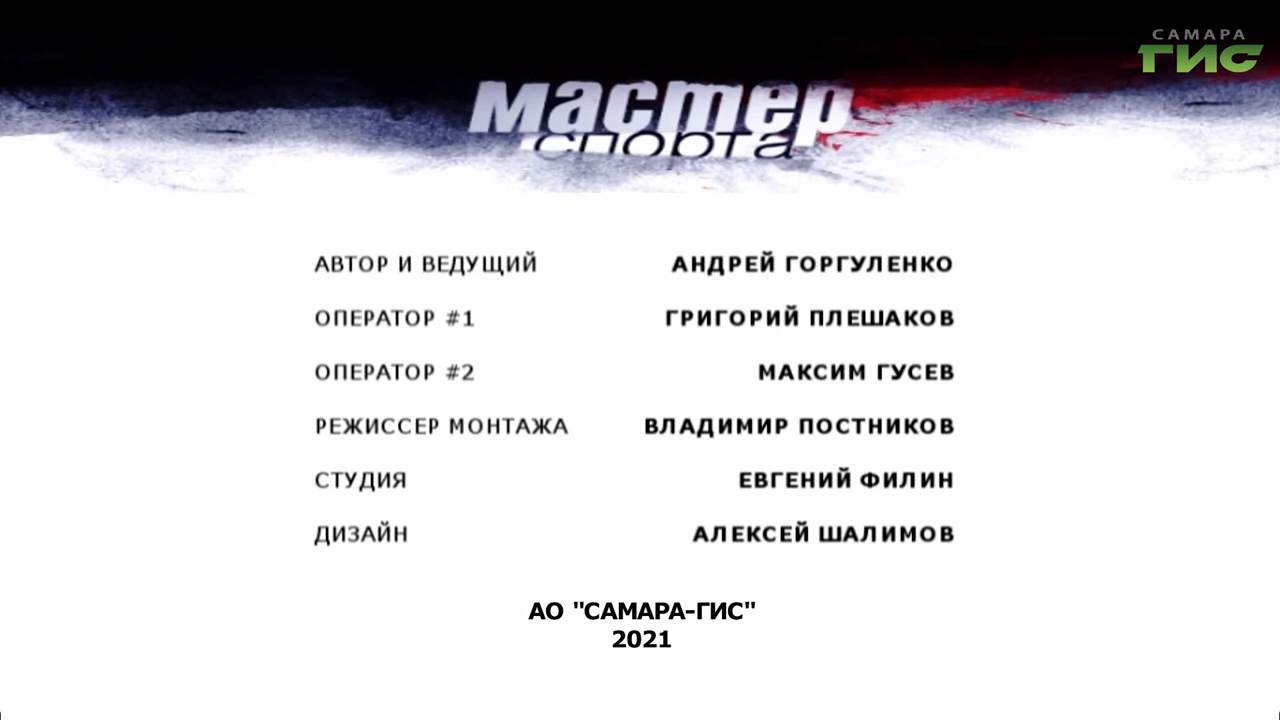 САМАРА
ГИС
мастер
спорта
АВТОР И ВЕДУЩИЙ АНДРЕЙ ГОРГУЛЕНКО
ОПЕРАТОР #1 ГРИГОРИЙ ПЛЕШАКОВ
ОПЕРАТОР #2 МАКСИМ ГУСЕВ
РЕЖИССЕР МОНТАЖА ВЛАДИМИР ПОСТНИКОВ
СТУДИЯ ЕВГЕНИЙ ФИЛИН
ДИЗАЙН АЛЕКСЕЙ ШАЛИМОВ
АО "САМАРА-ГИС"
2021